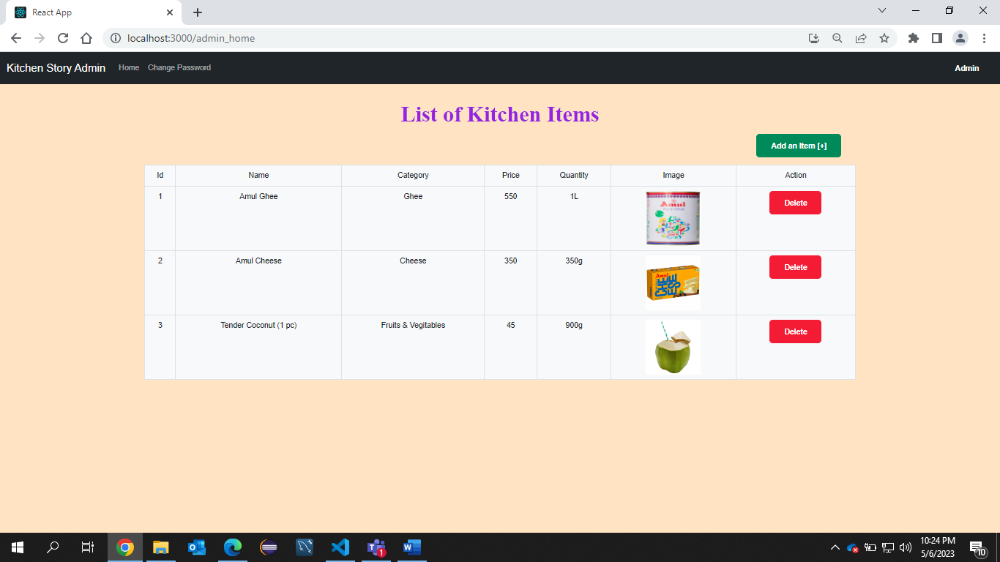 React App
localhost:3000/admin_home
Kitchen Story Admin Home Change Password Admin
List of Kitchen Items
Add an Item [+]
Id Name Category Price Quantity Image Action
1 Amul Ghee Ghee 550 1L Delete
Amul
2 Amul Cheese Cheese 350 350g Delete
Amul
CHEESE
3 Tender Coconut (1 pc) Fruits & Vegitables 45 900g Delete
10:24 PM
5/6/2023
1
10